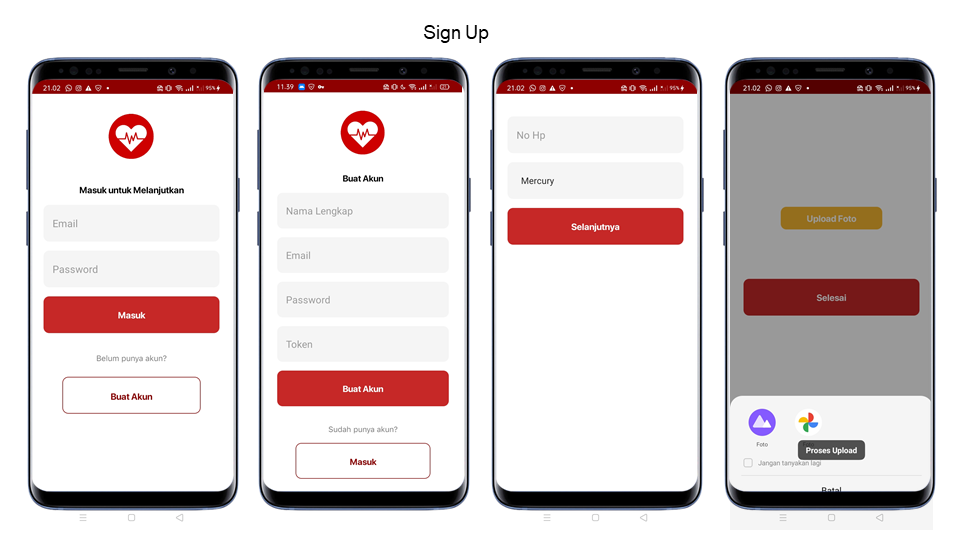 Sign Up
21.02
95%
Masuk untuk Melanjutkan
Email
Password
Masuk
Belum punya akun?
Buat Akun
11.39
Buat Akun
Nama Lengkap
Email
Password
Token
Buat Akun
Sudah punya akun?
Masuk
21.02
95%
No Hp
Mercury
Selanjutnya
21.02
95%
Upload Foto
Selesai
Foto
Proses Upload
Jangan tanyakan lagi
Batal